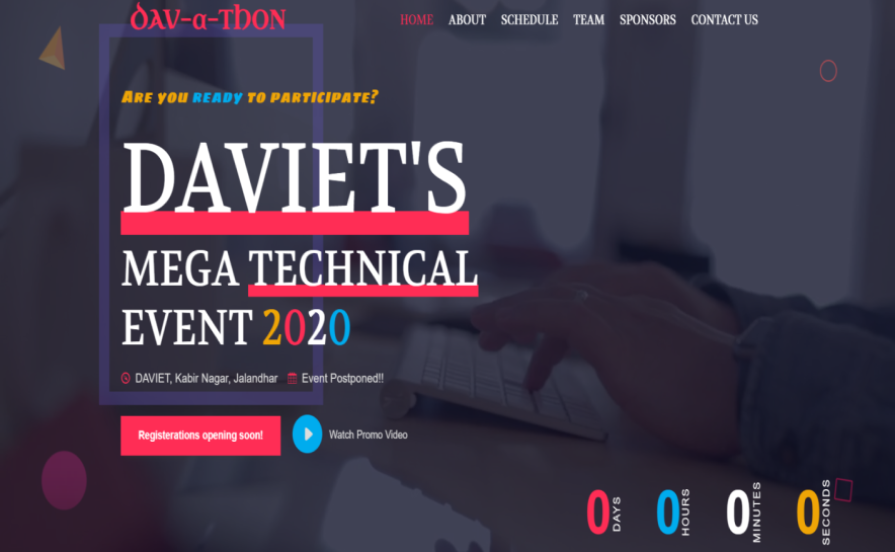 DAV-α-ThON
HOME ABOUT SCHEDULE TEAM SPONSORS CONTACT US
ARE YOU READY TO PARTICIPATE?
DAVIET'S
MEGA TECHNICAL
EVENT 2020
DAVIET, Kabir Nagar, Jalandhar Event Postponed!!
Registerations opening soon! Watch Promo Video
0 DAYS 0 HOURS 0 MINUTES 0 SECONDS